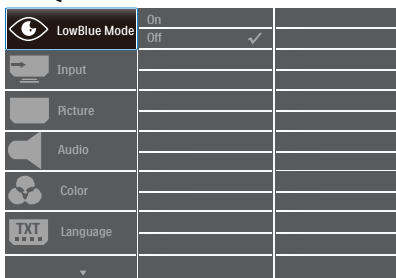 LowBlue Mode
On
Off
Input
Picture
Audio
Color
TXT
Language